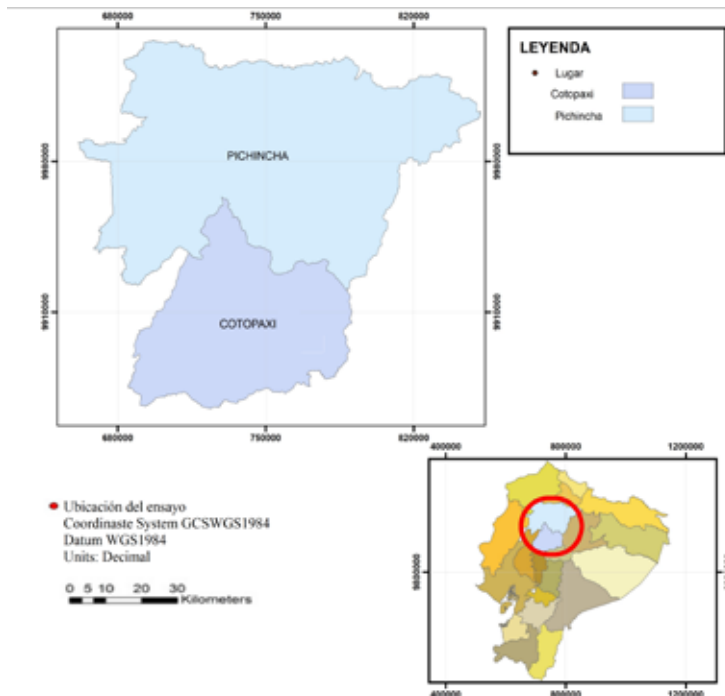 680000 750000 820000
LEYENDA
Lugar
Cotopaxi
Pichincha
PICHINCHA
9980000 9980000
COTOPAXI
9910000 9910000
680000 750000 820000
400000 800000 1200000
Ubicación del ensayo
Coordinaste System GCSWGS1984
Datum WGS1984
Units: Decimal
0 5 10 20 30
Kilometers
400000 800000 1200000